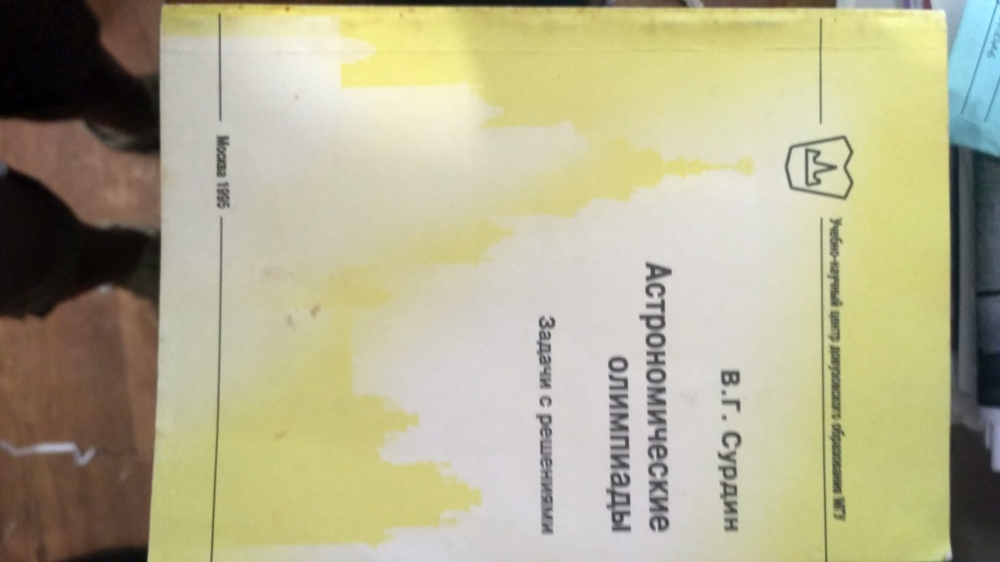 Учебно-научный центр довузовского образования МГУ
В.Г. Сурдин
Астрономические
олимпиады
Задачи с решениями
Москва 1995